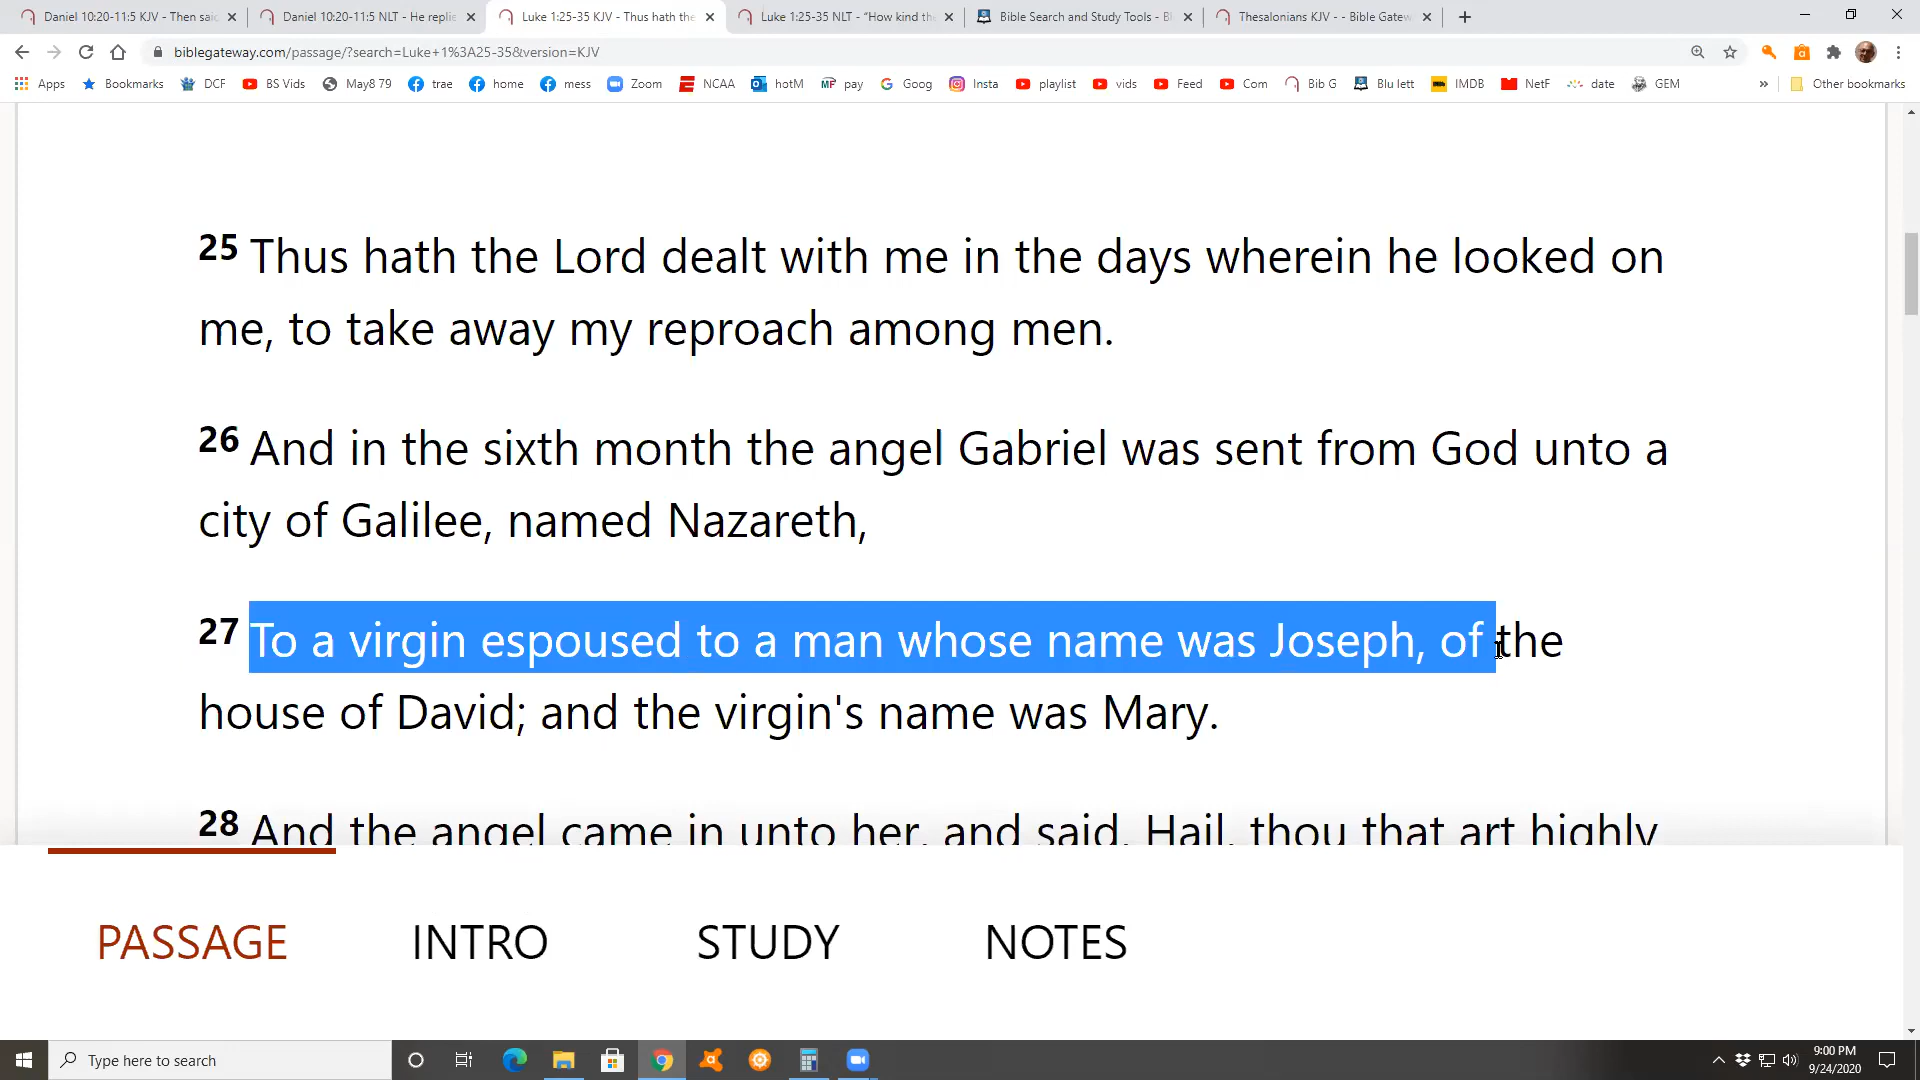 Daniel 10:20-11:5 KJV - Then saic
Daniel 10:20-11:5 NLT - He replie
Luke 1:25-35 KJV - Thus hath the
Luke 1:25-35 NLT - "How kind the
Bible Search and Study Tools - Bl
Thesalonians KJV - - Bible Gatew
biblegateway.com/passage/?search=Luke+1%3A25-35&version=KJV
Apps Bookmarks DCF BS Vids May8 79 trae home mess Zoom NCAA hotM MF pay Goog Insta playlist vids Feed Com Bib G Blu lett IMDB NetF date GEM » Other bookmarks
25 Thus hath the Lord dealt with me in the days wherein he looked on
me, to take away my reproach among men.
26 And in the sixth month the angel Gabriel was sent from God unto a
city of Galilee, named Nazareth,
27 To a virgin espoused to a man whose name was Joseph, of the
house of David; and the virgin's name was Mary.
28 And the angel came in unto her, and said, Hail, thou that art highly
PASSAGE INTRO STUDY NOTES
Type here to search
9:00 PM
9/24/2020